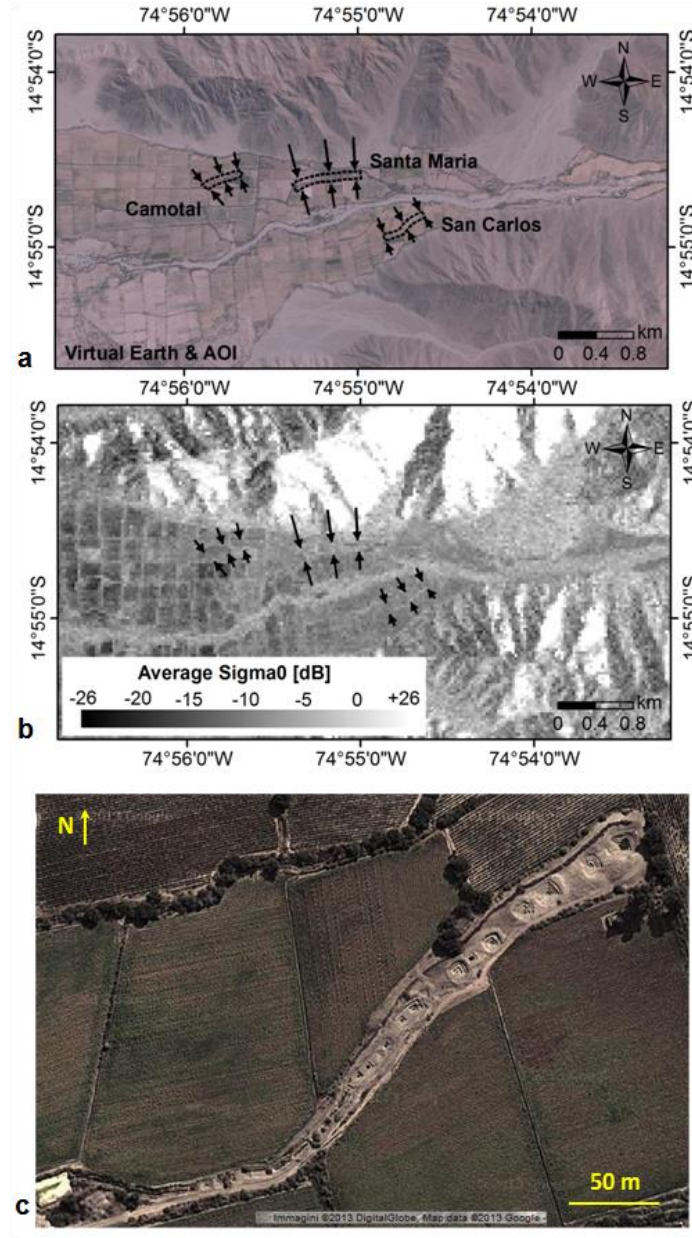 74°56'0"W 74°55'0"W 74°54'0"W
14°54'0"S
14°54'0"S
N
W E
S
Santa Maria
Camotal
San Carlos
14°55'0"S
14°55'0"S
km
0 0.4 0.8
a
Virtual Earth & AOI
74°56'0"W 74°55'0"W 74°54'0"W
14°54'0"S
14°54'0"S
N
W E
S
14°55'0"S
14°55'0"S
Average Sigma0 [dB]
-26 -20 -15 -10 -5 0 +26
km
0 0.4 0.8
b
74°56'0"W 74°55'0"W 74°54'0"W
N
2013 Google
50 m
c
Immagini ©2013 DigitalGlobe, Map data ©2013 Google -